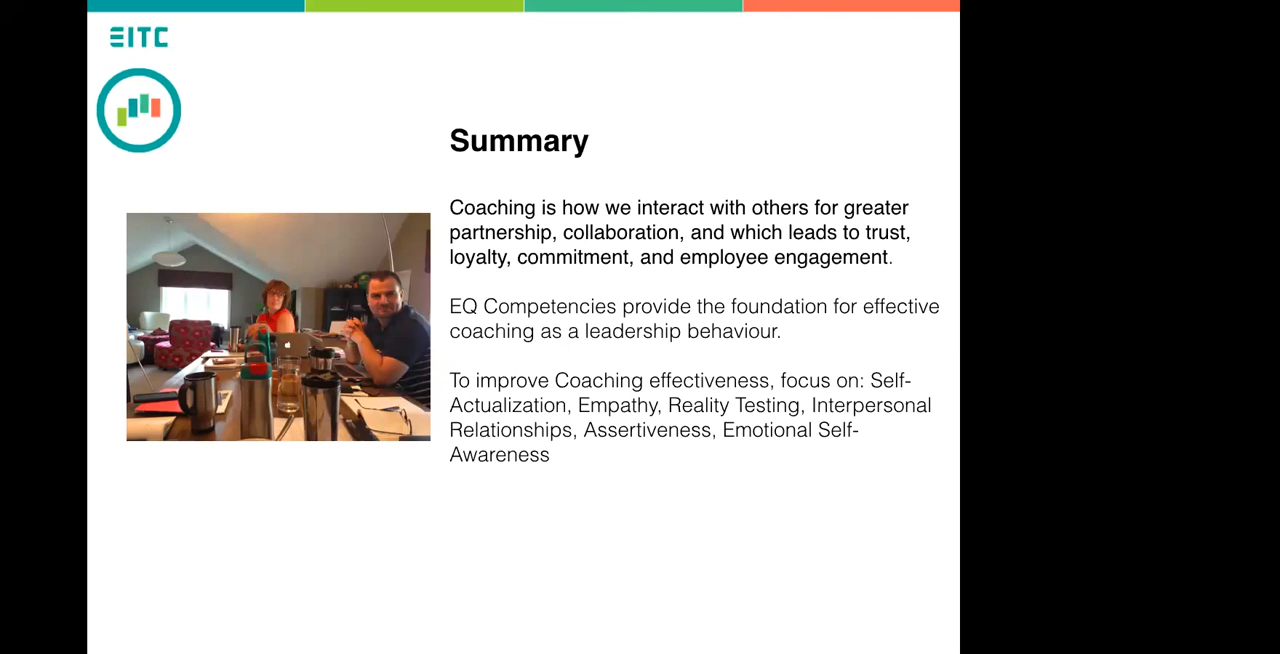 EITC
Summary
Coaching is how we interact with others for greater
partnership, collaboration, and which leads to trust,
loyalty, commitment, and employee engagement.
EQ Competencies provide the foundation for effective
coaching as a leadership behaviour.
To improve Coaching effectiveness, focus on: Self-
Actualization, Empathy, Reality Testing, Interpersonal
Relationships, Assertiveness, Emotional Self-
Awareness